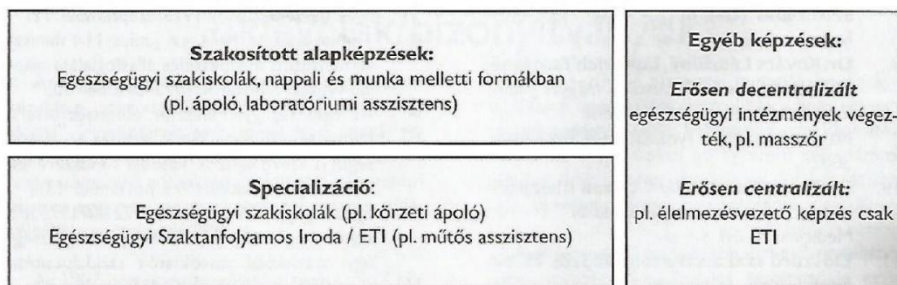 Szakosított alapképzések:
Egészségügyi szakiskolák, nappali és munka melletti formákban
(pl. ápoló, laboratóriumi asszisztens)
Specializáció:
Egészségügyi szakiskolák (pl. körzeti ápoló)
Egészségügyi Szaktanfolyamos Iroda / ETI (pl. műtős asszisztens)
Egyéb képzések:
Erősen decentralizált
egészségügyi intézmények végez-
ték, pl. masszőr
Erősen centralizált:
pl. élelmezésvezető képzés csak
ETI